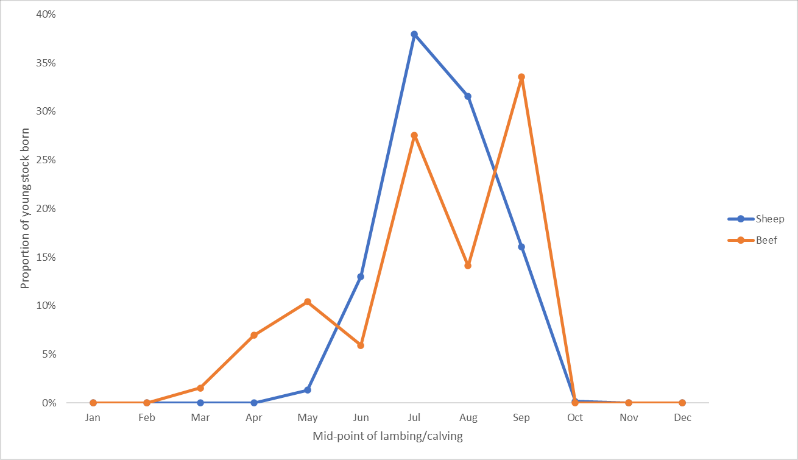 40%
35%
30%
25%
20%
15%
10%
5%
0%
Proportion of young stock born
Jan Feb Mar Apr May Jun Jul Aug Sep Oct Nov Dec
Mid-point of lambing/calving
Sheep
Beef